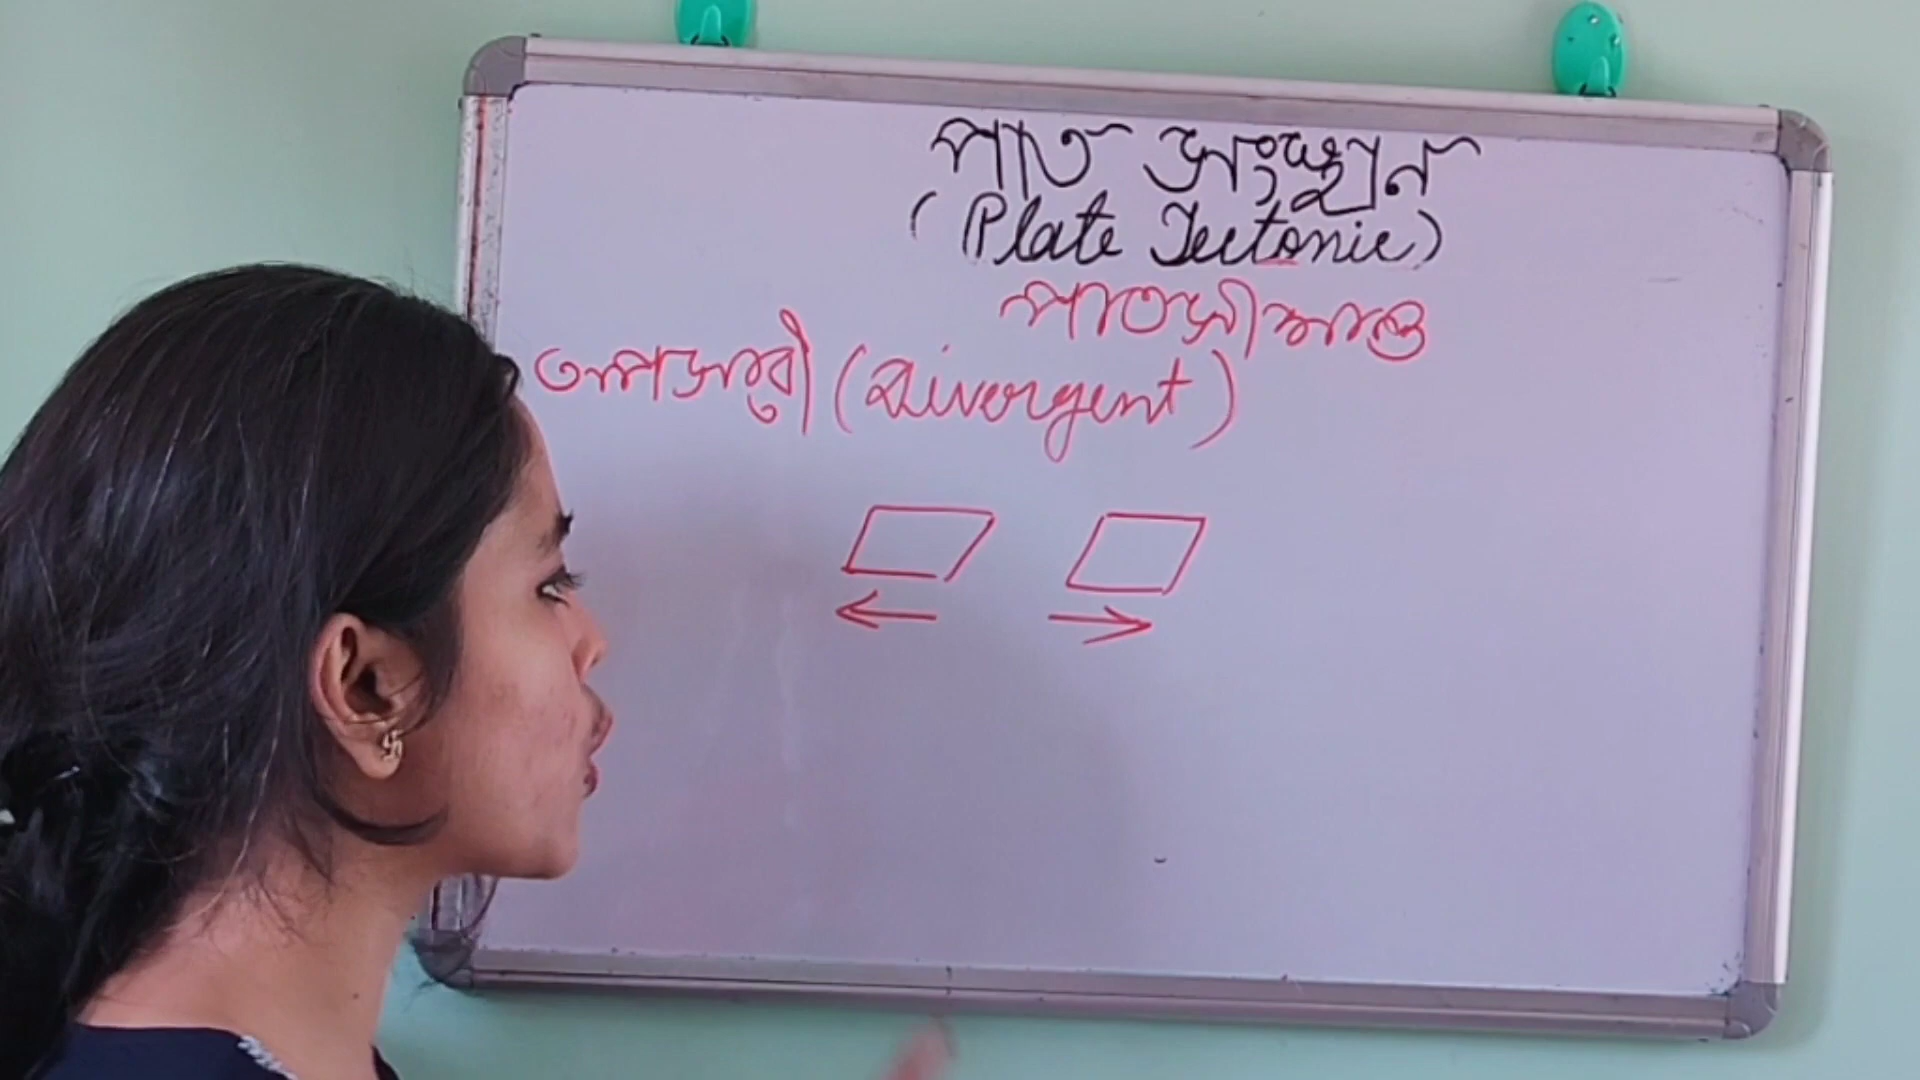 পাত সংস্থান
(Plate Tectonic)
পাতসীমান্ত
অপসারী (Divergent)